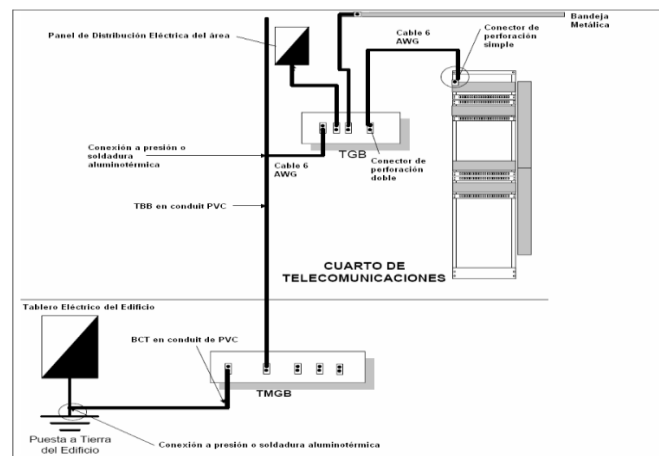 Panel de Distribución Eléctrica del área
Cable 6
AWG
Conector de
perforación
simple
Bandeja
Metálica
Conexión a presión o
soldadura
aluminotérmica
Cable 6
AWG
TGB
Conector de
perforación
doble
TBB en conduit PVC
CUARTO DE
TELECOMUNICACIONES
Tablero Eléctrico del Edificio
BCT en conduit de PVC
TMGB
Puesta a Tierra
del Edificio
Conexión a presión o soldadura aluminotérmica